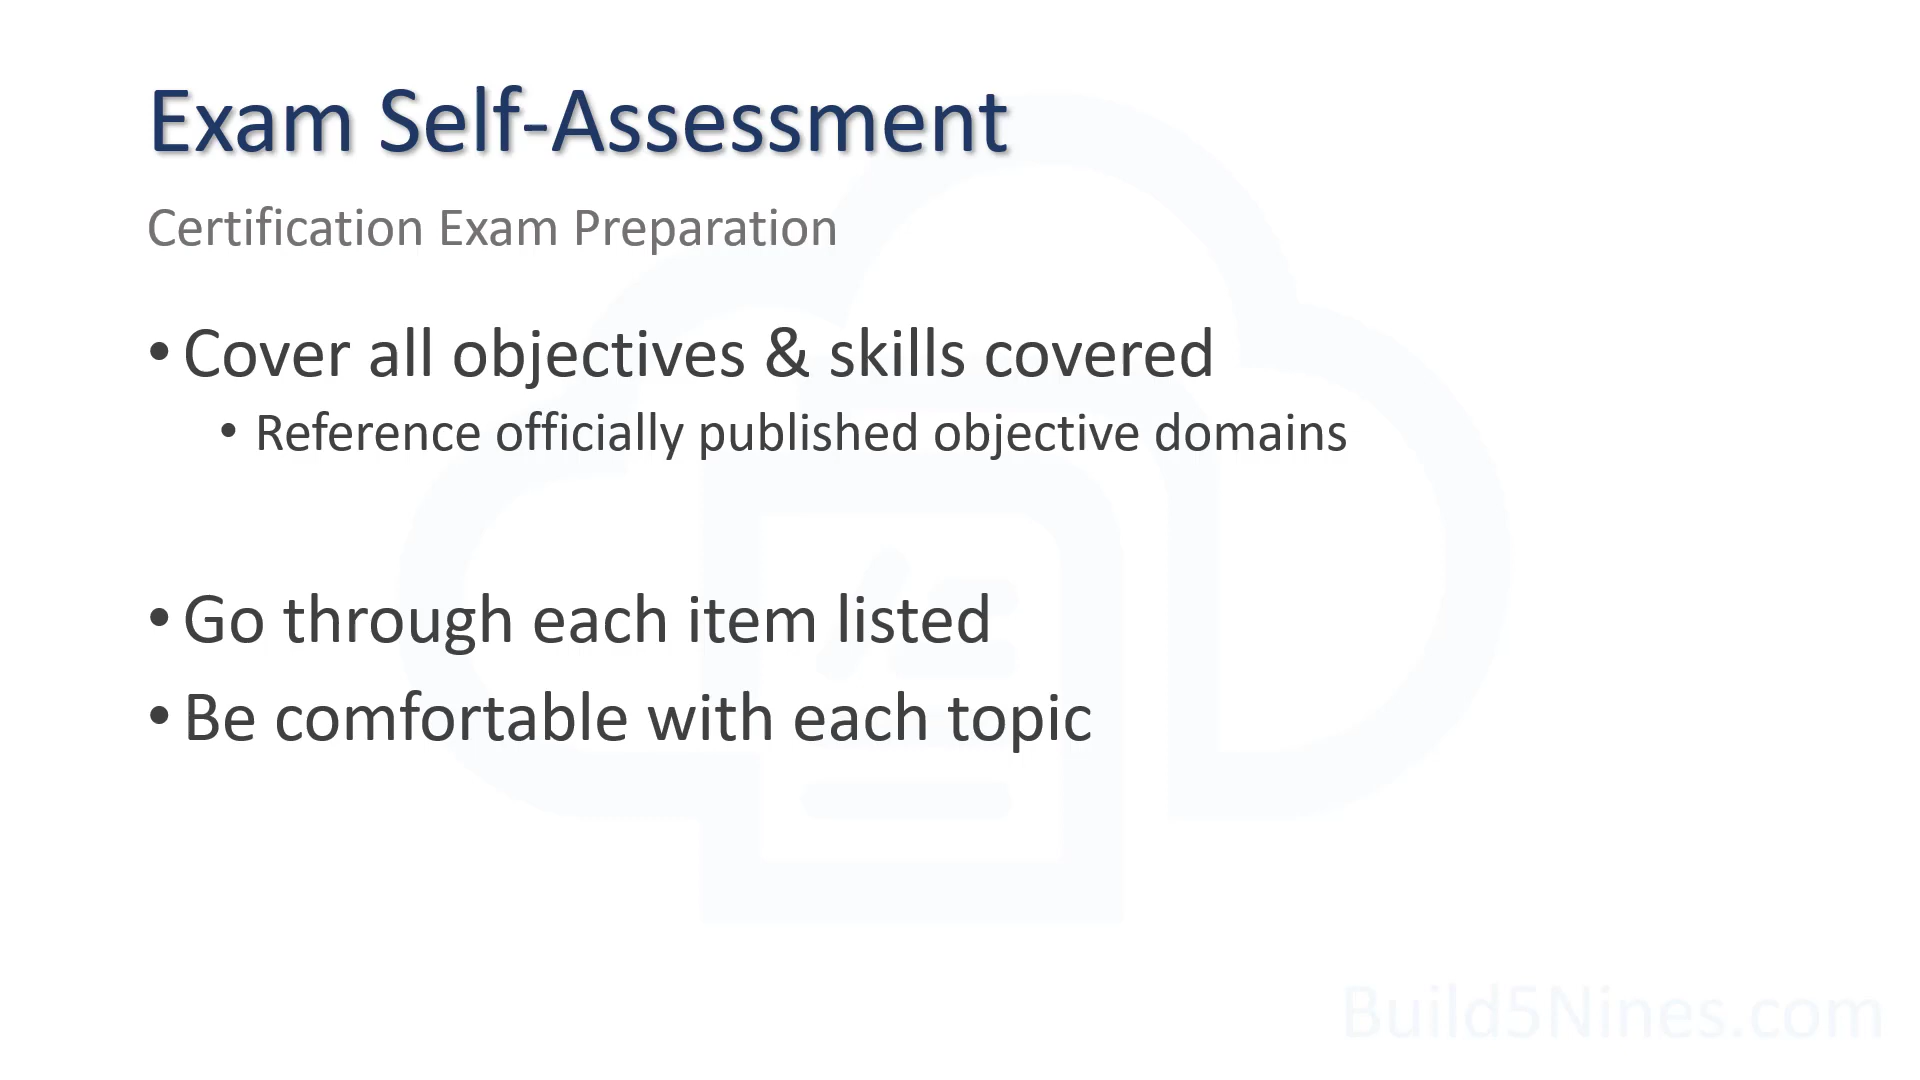 Exam Self-Assessment
Certification Exam Preparation
• Cover all objectives & skills covered
• Reference officially published objective domains
• Go through each item listed
• Be comfortable with each topic
Build5Nines.com